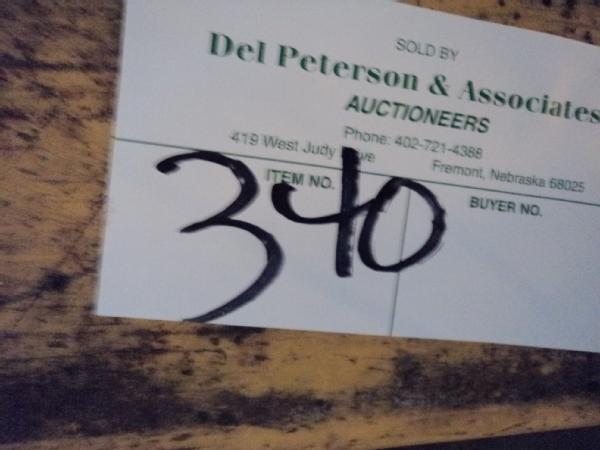 SOLD BY
Del Peterson & Associates
AUCTIONEERS
Phone: 402-721-4388
419 West Judy
Fremont, Nebraska 68025
ITEM NO.
BUYER NO.
340